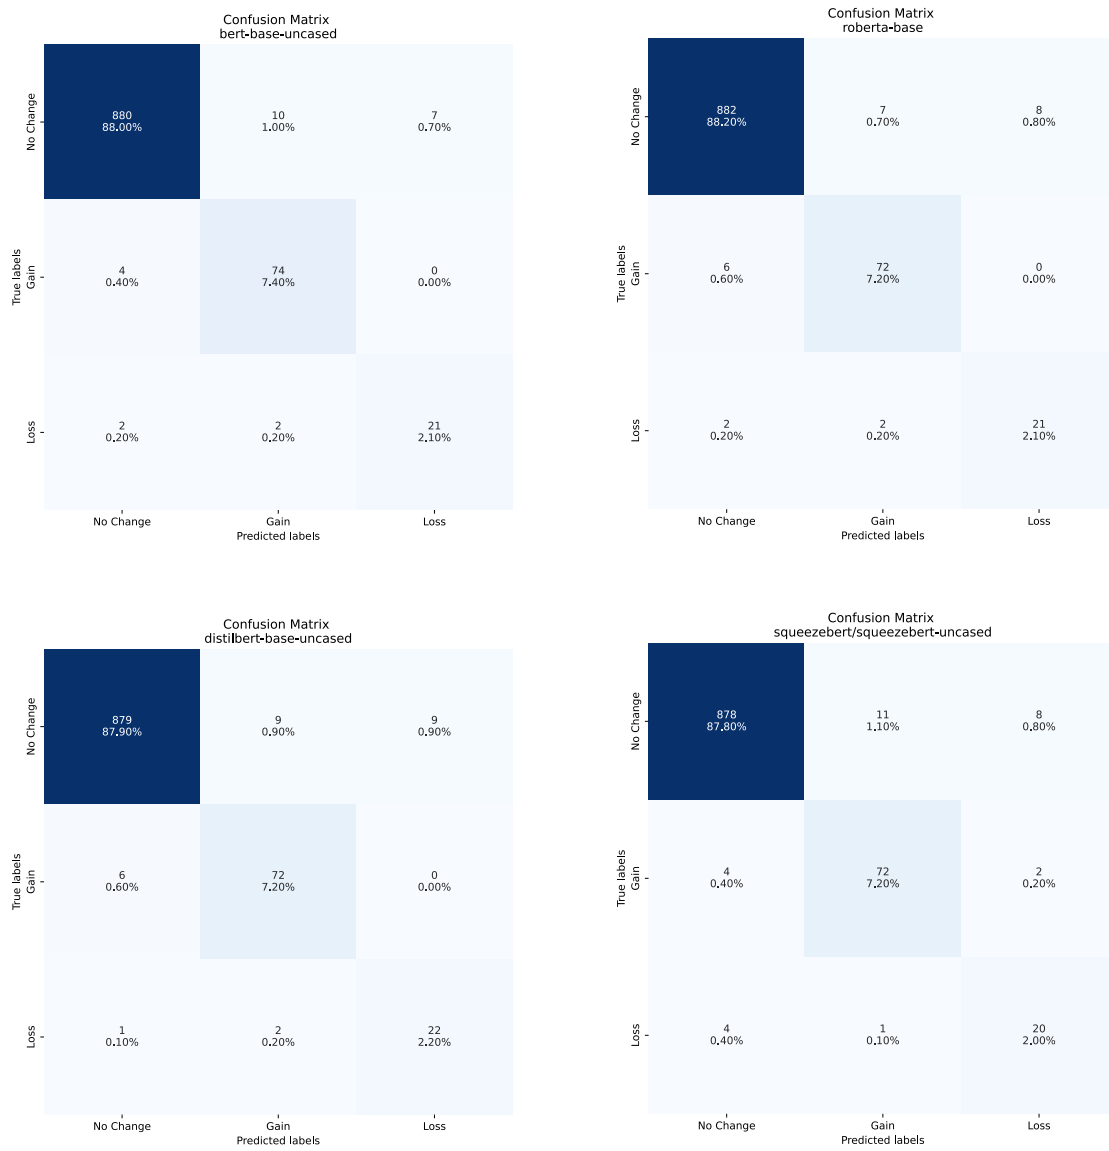 Confusion Matrix
bert-base-uncased
No Change
880
88.00%
10
1.00%
7
0.70%
True labels
Gain
4
0.40%
74
7.40%
0
0.00%
Loss
2
0.20%
2
0.20%
21
2.10%
No Change
Gain
Loss
Predicted labels
Confusion Matrix
roberta-base
No Change
882
88.20%
7
0.70%
8
0.80%
True labels
Gain
6
0.60%
72
7.20%
0
0.00%
Loss
2
0.20%
2
0.20%
21
2.10%
No Change
Gain
Loss
Predicted labels
Confusion Matrix
distilbert-base-uncased
No Change
879
87.90%
9
0.90%
9
0.90%
True labels
Gain
6
0.60%
72
7.20%
0
0.00%
Loss
1
0.10%
2
0.20%
22
2.20%
No Change
Gain
Loss
Predicted labels
Confusion Matrix
squeezebert/squeezebert-uncased
No Change
878
87.80%
11
1.10%
8
0.80%
True labels
Gain
4
0.40%
72
7.20%
2
0.20%
Loss
4
0.40%
1
0.10%
20
2.00%
No Change
Gain
Loss
Predicted labels